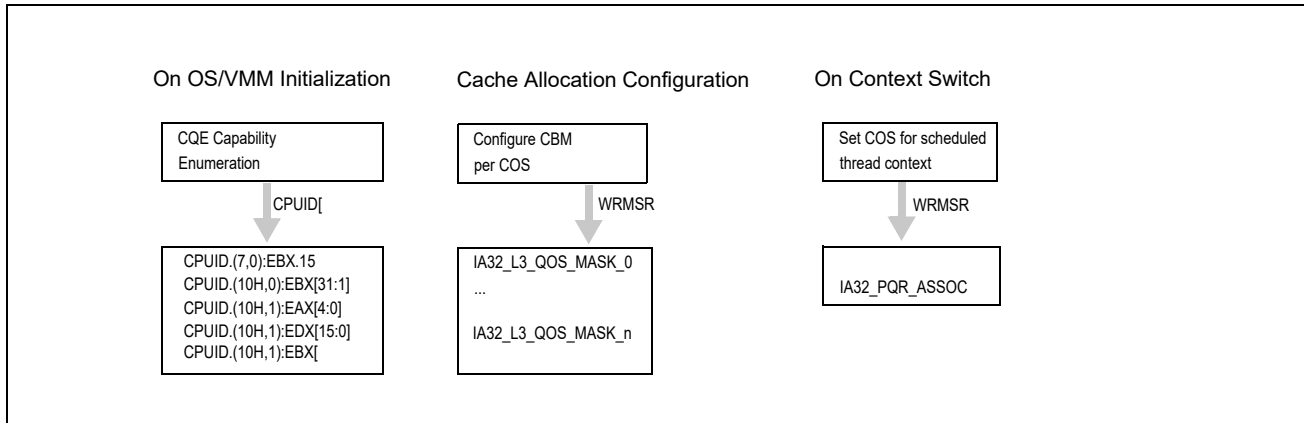 On OS/VMM Initialization
CQE Capability
Enumeration
CPUID[
CPUID.(7,0):EBX.15
CPUID.(10H,0):EBX[31:1]
CPUID.(10H,1):EAX[4:0]
CPUID.(10H,1):EDX[15:0]
CPUID.(10H,1):EBX[
Cache Allocation Configuration
Configure CBM
per COS
WRMSR
IA32_L3_QOS_MASK_0
...
IA32_L3_QOS_MASK_n
On Context Switch
Set COS for scheduled
thread context
WRMSR
IA32_PQR_ASSOC